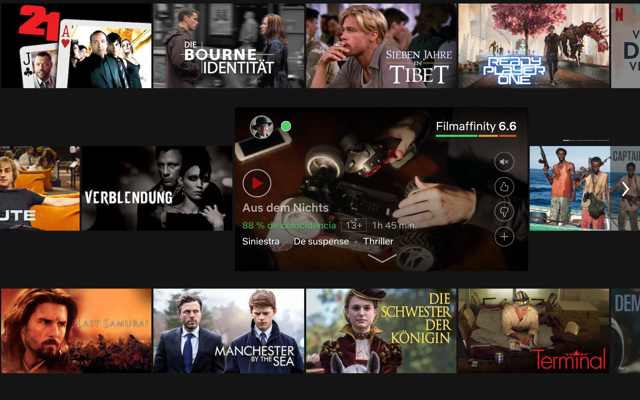 21
J
A
DIE
BOURNE
IDENTITÄT
SIEBEN JAHRE
IN
TIBET
READY
PLAYER
ONE
N
V
D
UTE
VERBLENDUNG
Filmaffinity 6.6
Aus dem Nichts
88 % de coincidencia 13+ 1h 45 min.
Siniestra De suspense Thriller
CAPTAIN
LAST SAMURAI
MANCHESTER
BY THE SEA
DIE
SCHWESTER
DER
KÖNIGIN
Terminal
DEM